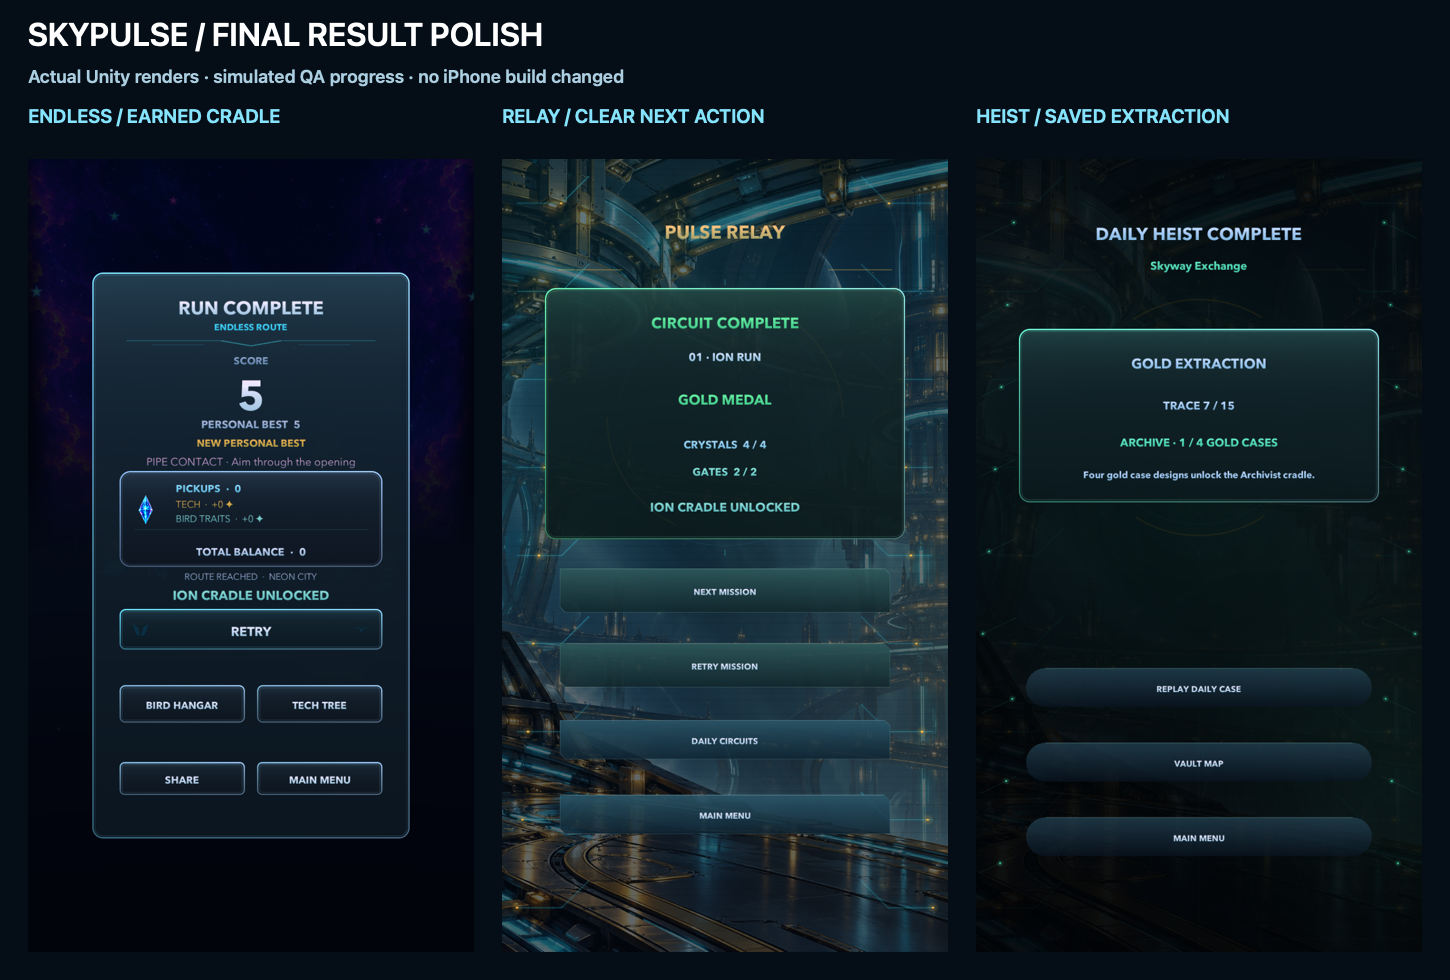 SKYPULSE / FINAL RESULT POLISH
Actual Unity renders · simulated QA progress · no iPhone build changed
ENDLESS / EARNED CRADLE
RUN COMPLETE
ENDLESS ROUTE
SCORE
5
PERSONAL BEST 5
NEW PERSONAL BEST
PIPE CONTACT · Aim through the opening
PICKUPS · 0
TECH · +0 ✦
BIRD TRAITS · +0 ✦
TOTAL BALANCE · 0
ROUTE REACHED · NEON CITY
ION CRADLE UNLOCKED
RETRY
BIRD HANGAR
TECH TREE
SHARE
MAIN MENU
RELAY / CLEAR NEXT ACTION
PULSE RELAY
CIRCUIT COMPLETE
01 · ION RUN
GOLD MEDAL
CRYSTALS 4 / 4
GATES 2 / 2
ION CRADLE UNLOCKED
NEXT MISSION
RETRY MISSION
DAILY CIRCUITS
MAIN MENU
HEIST / SAVED EXTRACTION
DAILY HEIST COMPLETE
Skyway Exchange
GOLD EXTRACTION
TRACE 7 / 15
ARCHIVE · 1 / 4 GOLD CASES
Four gold case designs unlock the Archivist cradle.
REPLAY DAILY CASE
VAULT MAP
MAIN MENU